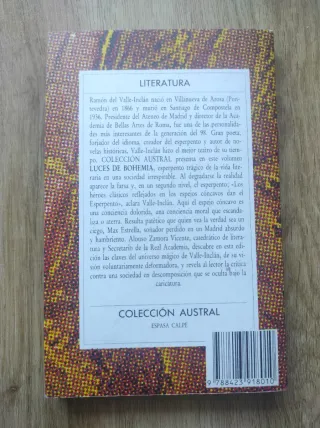 LITERATURA
Ramón del Valle-Inclán nació en Villanueva de Arosa (Pon-
tevedra) en 1866 y murió en Santiago de Compostela en
1936. Presidente del Ateneo de Madrid y director de la Aca-
demia de Bellas Artes de Roma, fue una de las personalida-
des más interesantes de la generación del 98. Gran poeta,
forjador del idioma, creador del esperpento y autor de no-
velas históricas, Valle-Inclán hizo el mejor teatro de su tiem-
po. COLECCIÓN AUSTRAL presenta en este volumen
LUCES DE BOHEMIA, esperpento trágico de la vida lite-
raria en una sociedad irrespirable. Al degradarse la realidad
aparece la farsa y, en un segundo nivel, el esperpento: «Los
héroes clásicos reflejados en los espejos cóncavos dan el
Esperpento», aclara Valle-Inclán. Aquí el espejo cóncavo es
una conciencia dolorida, una conciencia moral que escanda-
liza o aterra. Resulta patético que quien vea la verdad sea un
ciego, Max Estrella, soñador perdido en un Madrid absurdo
y hambriento. Alonso Zamora Vicente, catedrático de litera-
tura y Secretario de la Real Academia, descubre en esta edi-
ción las claves del universo mágico de Valle-Inclán, de su vi-
sión voluntariamente deformadora, y revela al lector la crítica
contra una sociedad en descomposición que se oculta bajo la
caricatura.
COLECCIÓN AUSTRAL
ESPASA CALPE
9 788423 918010